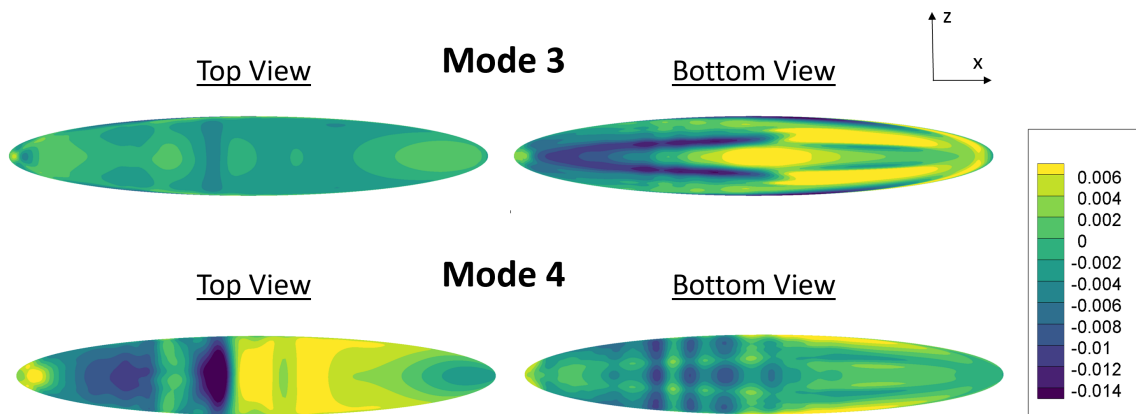 Mode 3
Top View
Bottom View
z
x
Mode 4
Top View
Bottom View
0.006
0.004
0.002
0
-0.002
-0.004
-0.006
-0.008
-0.01
-0.012
-0.014